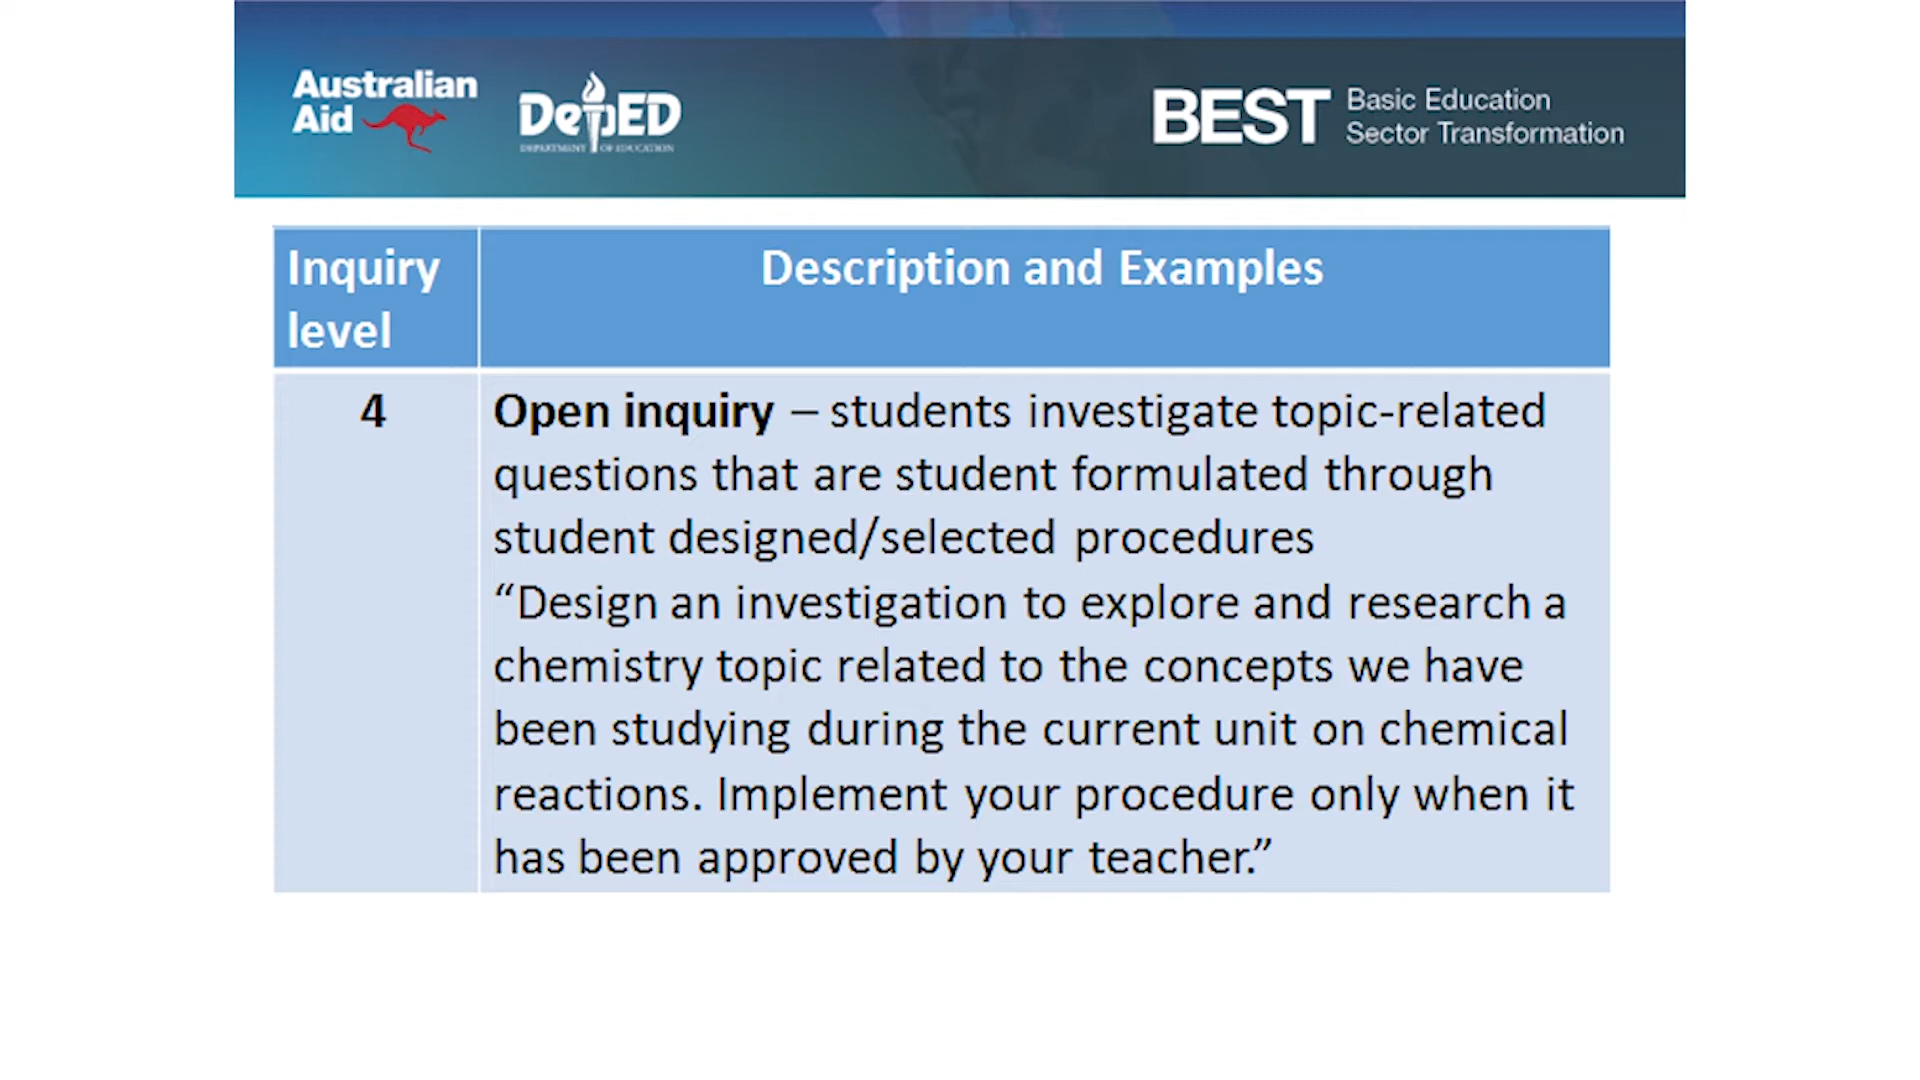 Australian
Aid
DepED
DEPARTMENT OF EDUCATION
BEST
Basic Education
Sector Transformation
Inquiry
level
Description and Examples
4
Open inquiry – students investigate topic-related
questions that are student formulated through
student designed/selected procedures
“Design an investigation to explore and research a
chemistry topic related to the concepts we have
been studying during the current unit on chemical
reactions. Implement your procedure only when it
has been approved by your teacher.”